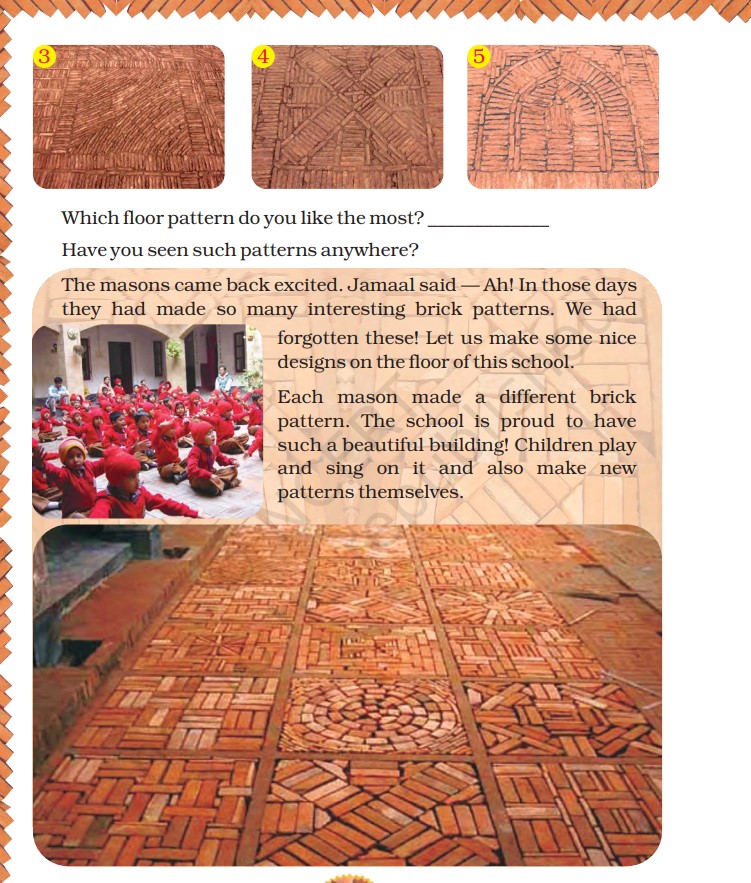 3
4
5
Which floor pattern do you like the most? _____________
Have you seen such patterns anywhere?
The masons came back excited. Jamaal said — Ah! In those days
they had made so many interesting brick patterns. We had
forgotten these! Let us make some nice
designs on the floor of this school.
Each mason made a different brick
pattern. The school is proud to have
such a beautiful building! Children play
and sing on it and also make new
patterns themselves.